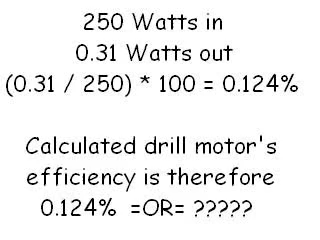 250 Watts in
0.31 Watts out
(0.31 / 250) * 100 = 0.124%
Calculated drill motor's
efficiency is therefore
0.124% =OR= ?????